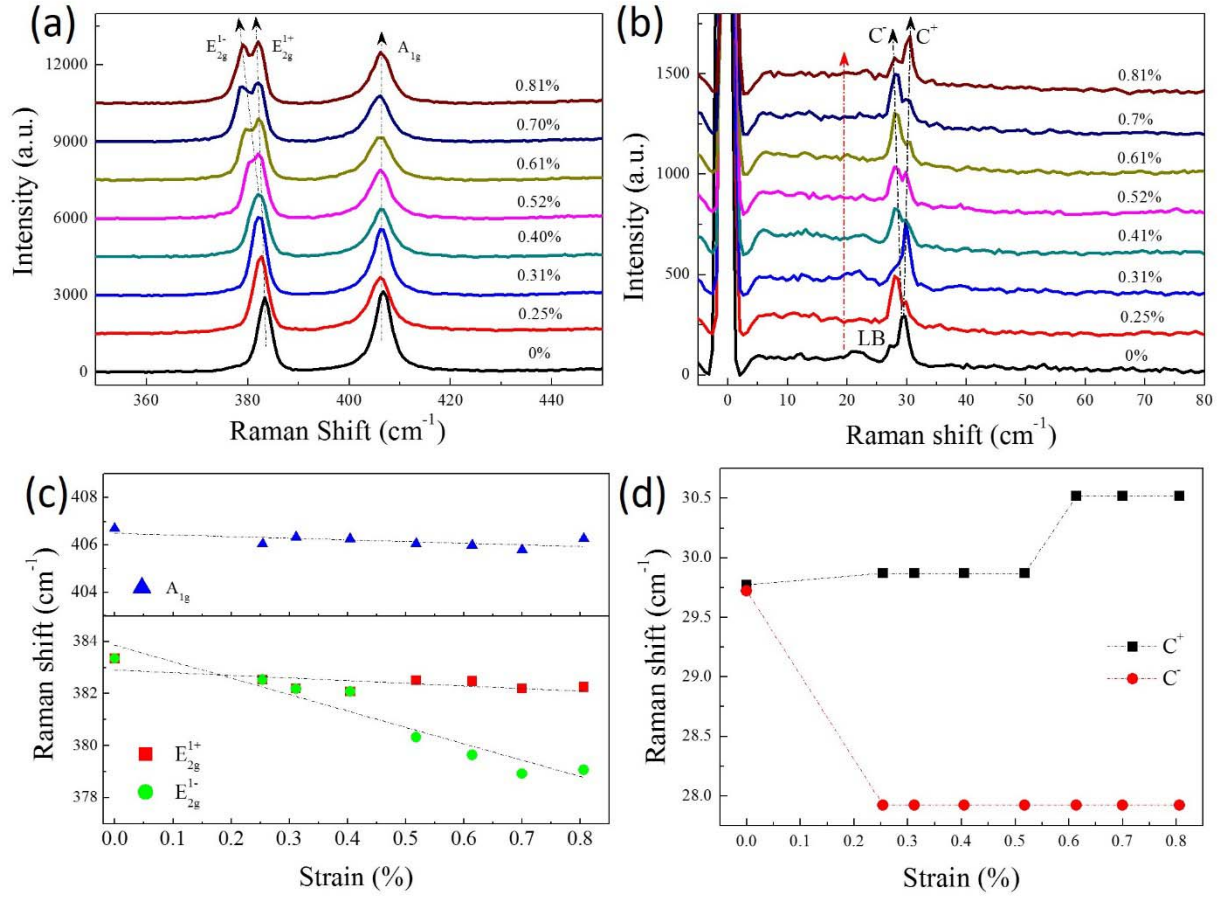 (a)
E2g1- E2g1+ A1g
12000
9000
6000
3000
0
0.81%
0.70%
0.61%
0.52%
0.40%
0.31%
0.25%
0%
Intensity (a.u.)
360 380 400 420 440
Raman Shift (cm-1)
(b)
C- C+
1500
1000
500
0
0.81%
0.7%
0.61%
0.52%
0.41%
0.31%
0.25%
0%
LB
Intensity (a.u.)
0 10 20 30 40 50 60 70 80
Raman shift (cm-1)
(c)
408
406
404
A1g
384
382
380
378
E2g1+
E2g1-
Raman shift (cm-1)
0.0 0.1 0.2 0.3 0.4 0.5 0.6 0.7 0.8
Strain (%)
(d)
30.5
30.0
29.5
29.0
28.5
28.0
C+
C-
Raman shift (cm-1)
0.0 0.1 0.2 0.3 0.4 0.5 0.6 0.7 0.8
Strain (%)